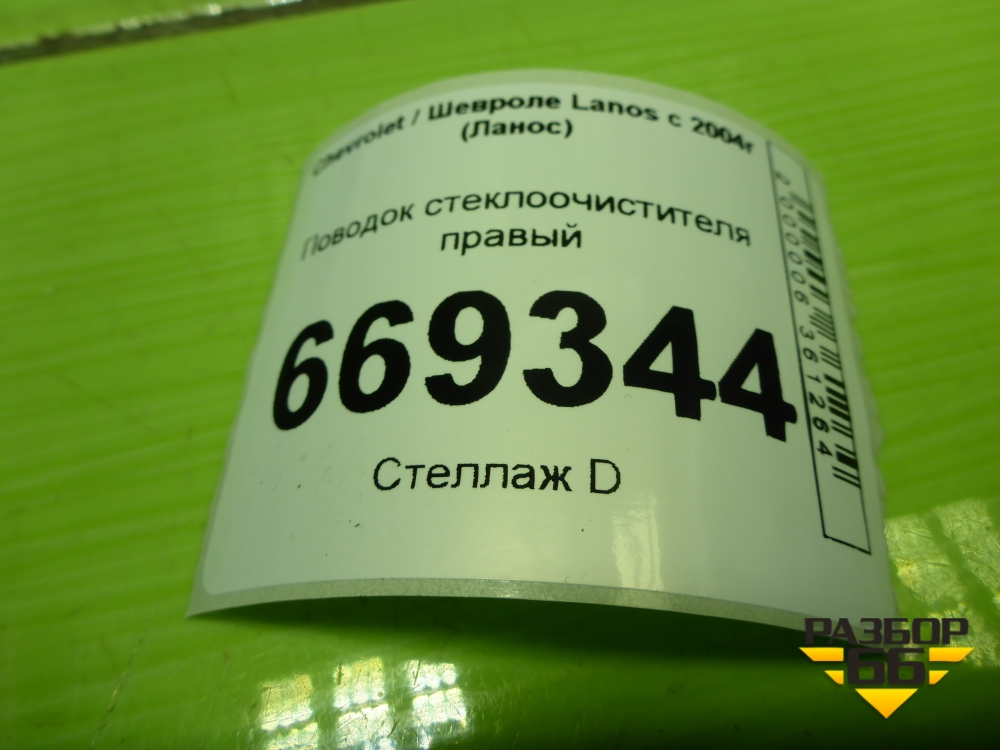 Chevrolet / Шевроле Lanos с 2004г
(Ланос)
Поводок стеклоочистителя
правый
669344
Стеллаж D
2000006361264
РАЗБОР
66